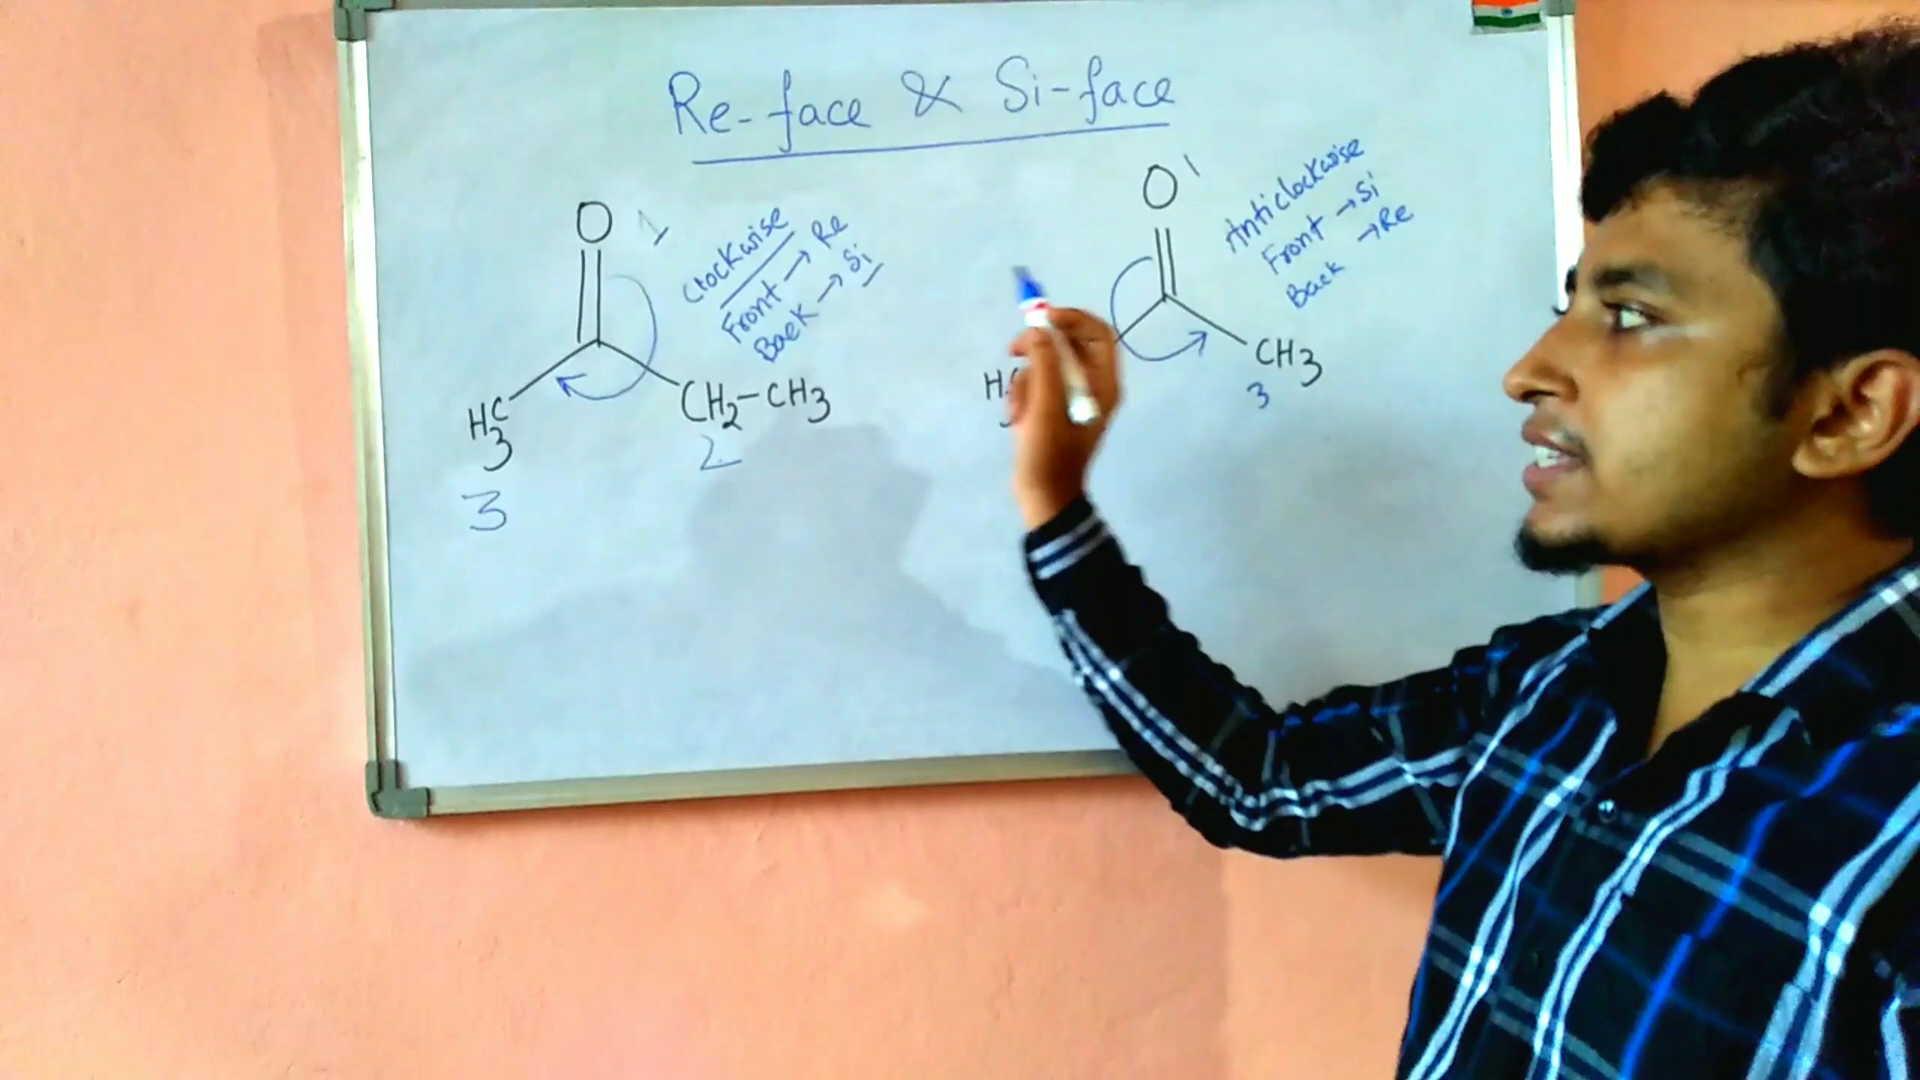 Re-face & Si-face
O 1
Clockwise
Front → Re
Back → Si
H3C
CH2-CH3
2
3
O 1
Anticlockwise
Front → Si
Back → Re
CH3
3